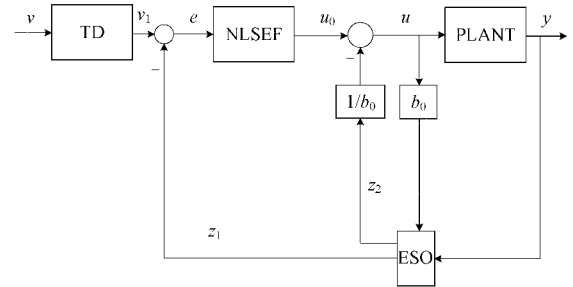 v TD v₁ e NLSEF u₀ u PLANT y
− −
1/b₀ b₀
z₂
z₁
ESO